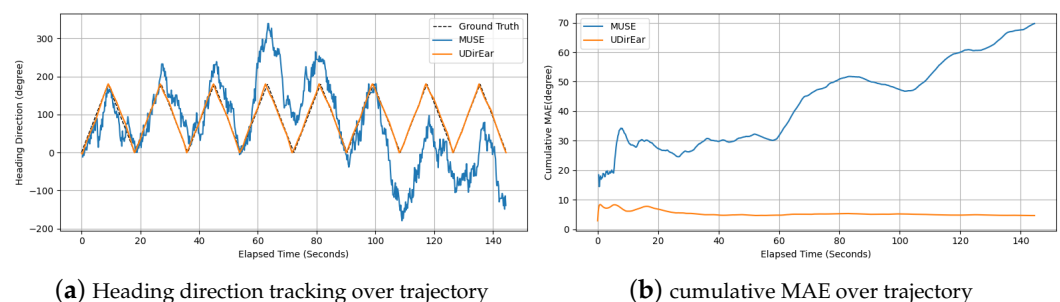 Ground Truth
MUSE
UDirEar
Heading Direction (degree)
300
200
100
0
−100
−200
0 20 40 60 80 100 120 140
Elapsed Time (Seconds)
(a) Heading direction tracking over trajectory
MUSE
UDirEar
Cumulative MAE(degree)
70
60
50
40
30
20
10
0
0 20 40 60 80 100 120 140
Elapsed Time (Seconds)
(b) cumulative MAE over trajectory